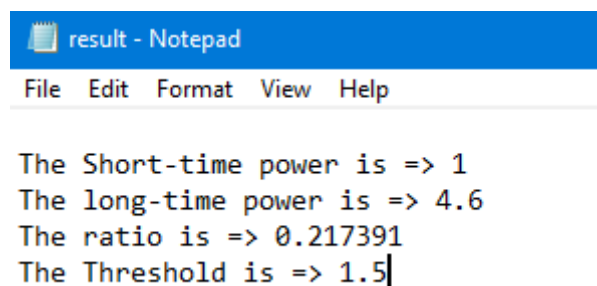 result - Notepad
File Edit Format View Help
The Short-time power is => 1
The long-time power is => 4.6
The ratio is => 0.217391
The Threshold is => 1.5